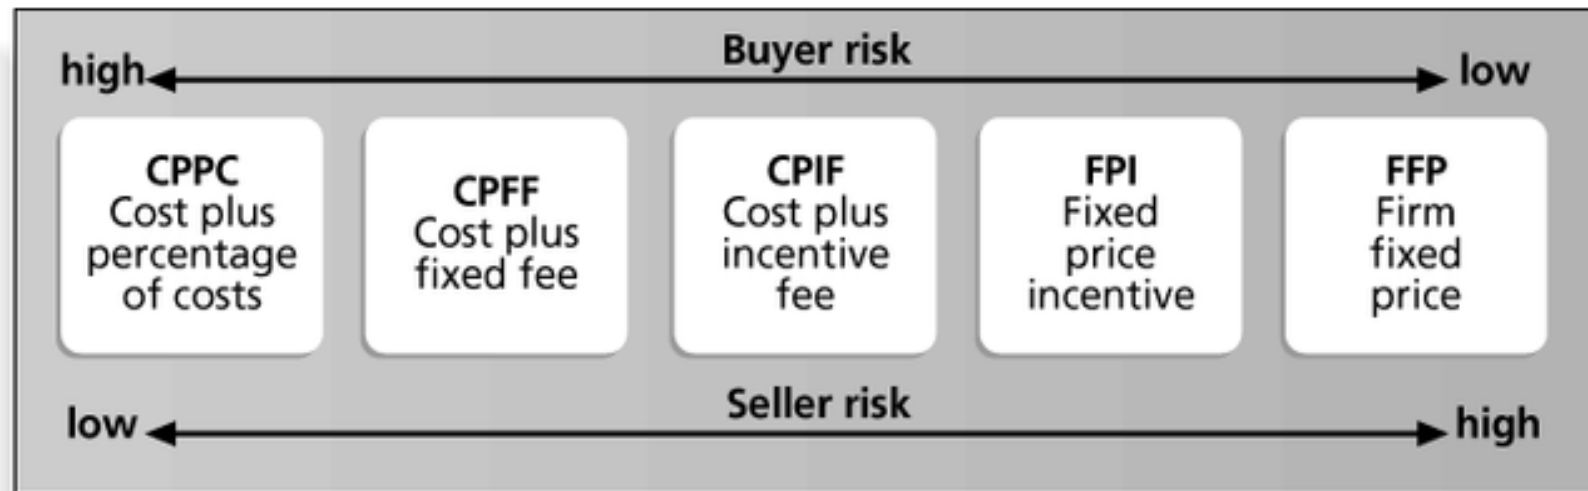 Buyer risk
high
low
CPPC
Cost plus
percentage
of costs
CPFF
Cost plus
fixed fee
CPIF
Cost plus
incentive
fee
FPI
Fixed
price
incentive
FFP
Firm
fixed
price
Seller risk
low
high